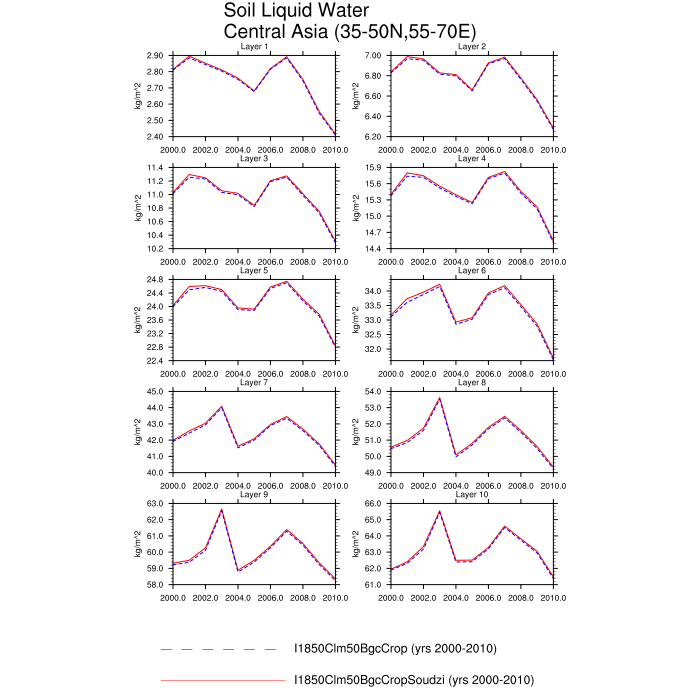 Soil Liquid Water
Central Asia (35-50N,55-70E)
Layer 1
2.90
2.80
2.70
2.60
2.50
2.40
kg/m^2
2000.0 2002.0 2004.0 2006.0 2008.0 2010.0
Layer 2
7.00
6.80
6.60
6.40
6.20
kg/m^2
2000.0 2002.0 2004.0 2006.0 2008.0 2010.0
Layer 3
11.4
11.2
11.0
10.8
10.6
10.4
10.2
kg/m^2
2000.0 2002.0 2004.0 2006.0 2008.0 2010.0
Layer 4
15.9
15.6
15.3
15.0
14.7
14.4
kg/m^2
2000.0 2002.0 2004.0 2006.0 2008.0 2010.0
Layer 5
24.8
24.4
24.0
23.6
23.2
22.8
22.4
kg/m^2
2000.0 2002.0 2004.0 2006.0 2008.0 2010.0
Layer 6
34.0
33.5
33.0
32.5
32.0
kg/m^2
2000.0 2002.0 2004.0 2006.0 2008.0 2010.0
Layer 7
45.0
44.0
43.0
42.0
41.0
40.0
kg/m^2
2000.0 2002.0 2004.0 2006.0 2008.0 2010.0
Layer 8
54.0
53.0
52.0
51.0
50.0
49.0
kg/m^2
2000.0 2002.0 2004.0 2006.0 2008.0 2010.0
Layer 9
63.0
62.0
61.0
60.0
59.0
58.0
kg/m^2
2000.0 2002.0 2004.0 2006.0 2008.0 2010.0
Layer 10
66.0
65.0
64.0
63.0
62.0
61.0
kg/m^2
2000.0 2002.0 2004.0 2006.0 2008.0 2010.0
I1850Clm50BgcCrop (yrs 2000-2010)
I1850Clm50BgcCropSoudzi (yrs 2000-2010)